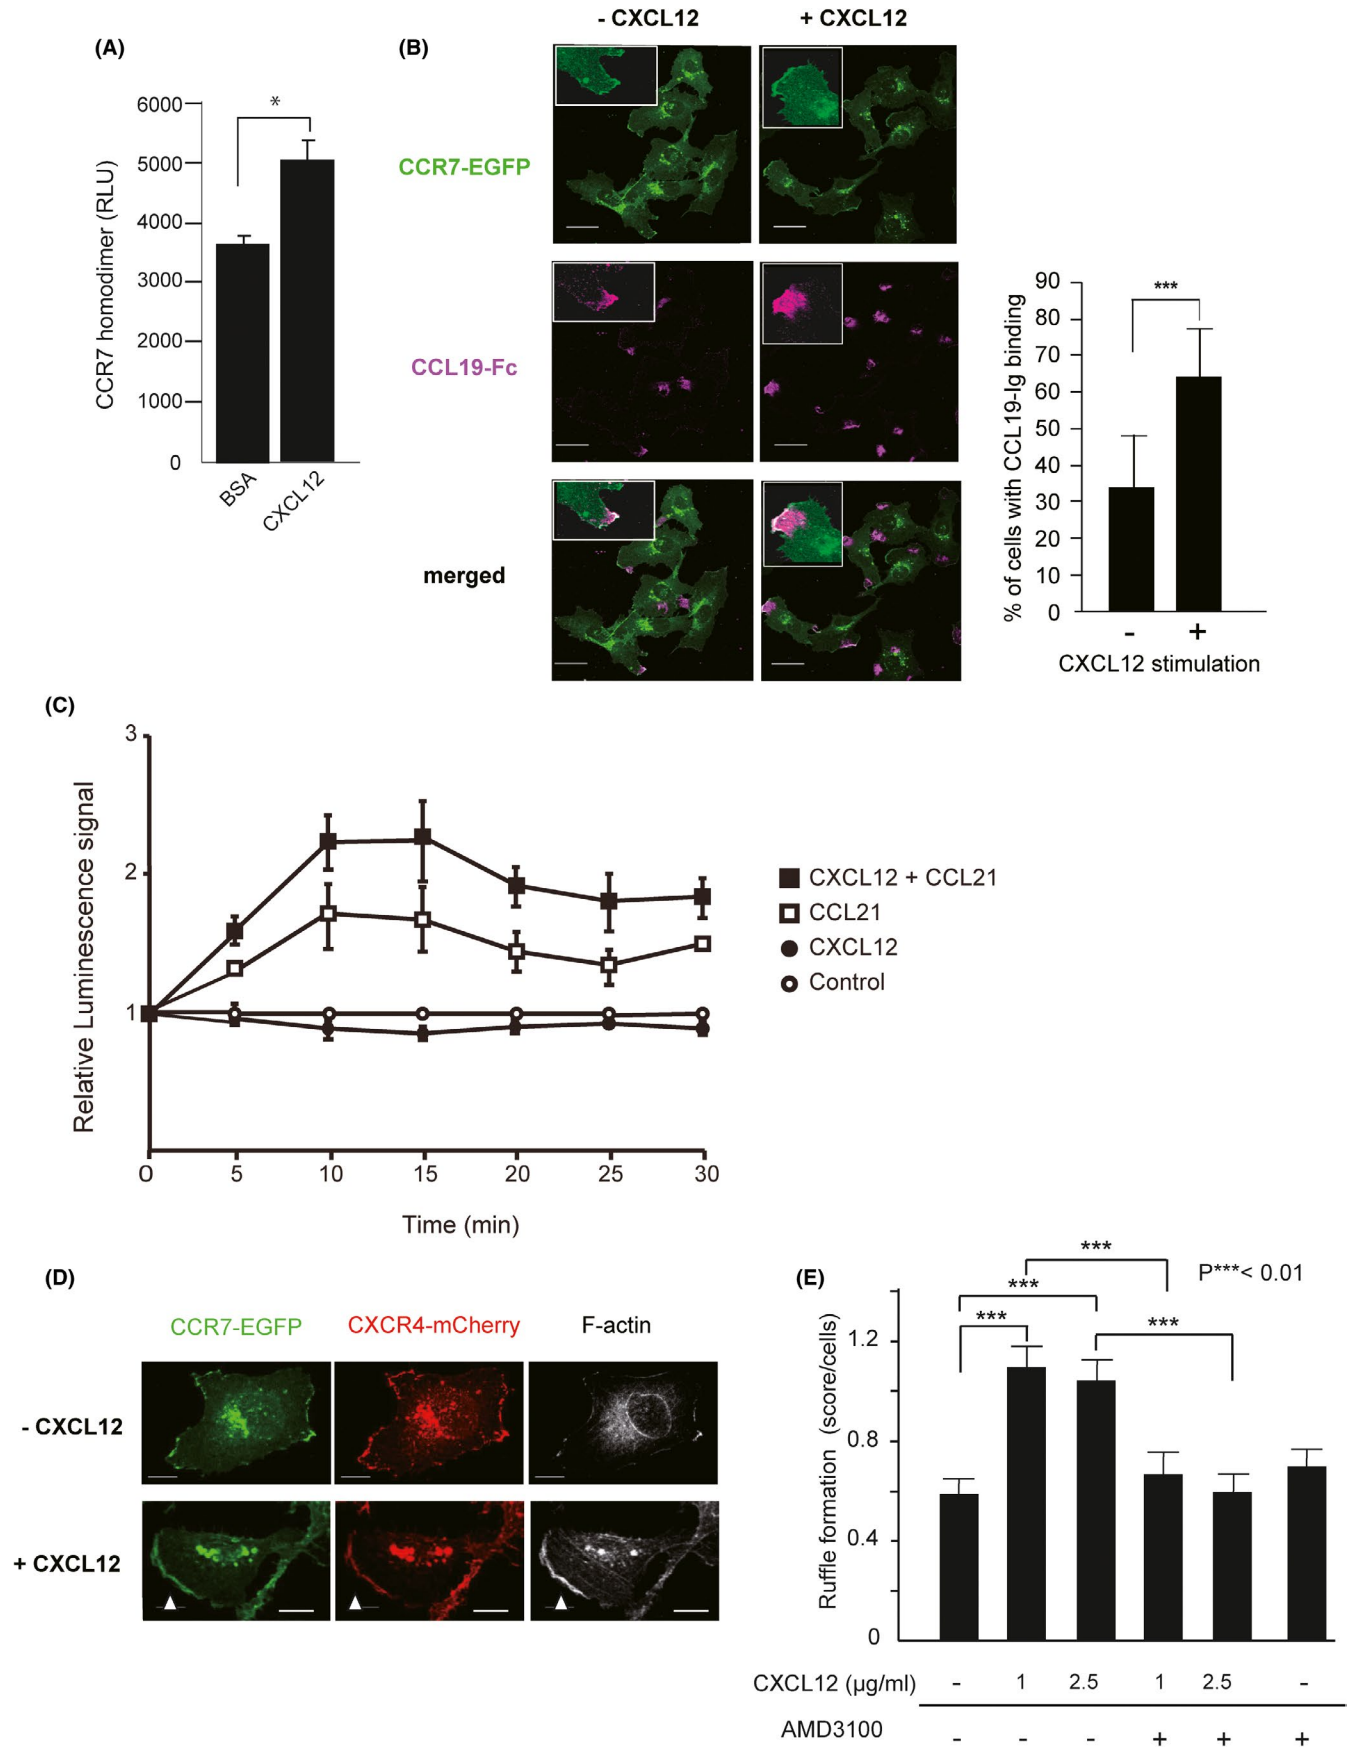 (A)
6000
5000
4000
3000
2000
1000
0
CCR7 homodimer (RLU)
*
BSA
CXCL12
(B)
- CXCL12
+ CXCL12
CCR7-EGFP
CCL19-Fc
merged
% of cells with CCL19-Ig binding
90
80
70
60
50
40
30
20
10
0
***
- +
CXCL12 stimulation
(C)
Relative Luminescence signal
3
2
1
0 5 10 15 20 25 30
Time (min)
CXCL12 + CCL21
CCL21
CXCL12
Control
(D)
CCR7-EGFP
CXCR4-mCherry
F-actin
- CXCL12
+ CXCL12
(E)
P***< 0.01
***
***
***
***
Ruffle formation (score/cells)
1.2
0.8
0.4
0
CXCL12 (µg/ml) - 1 2.5 1 2.5 -
AMD3100 - - - + + +